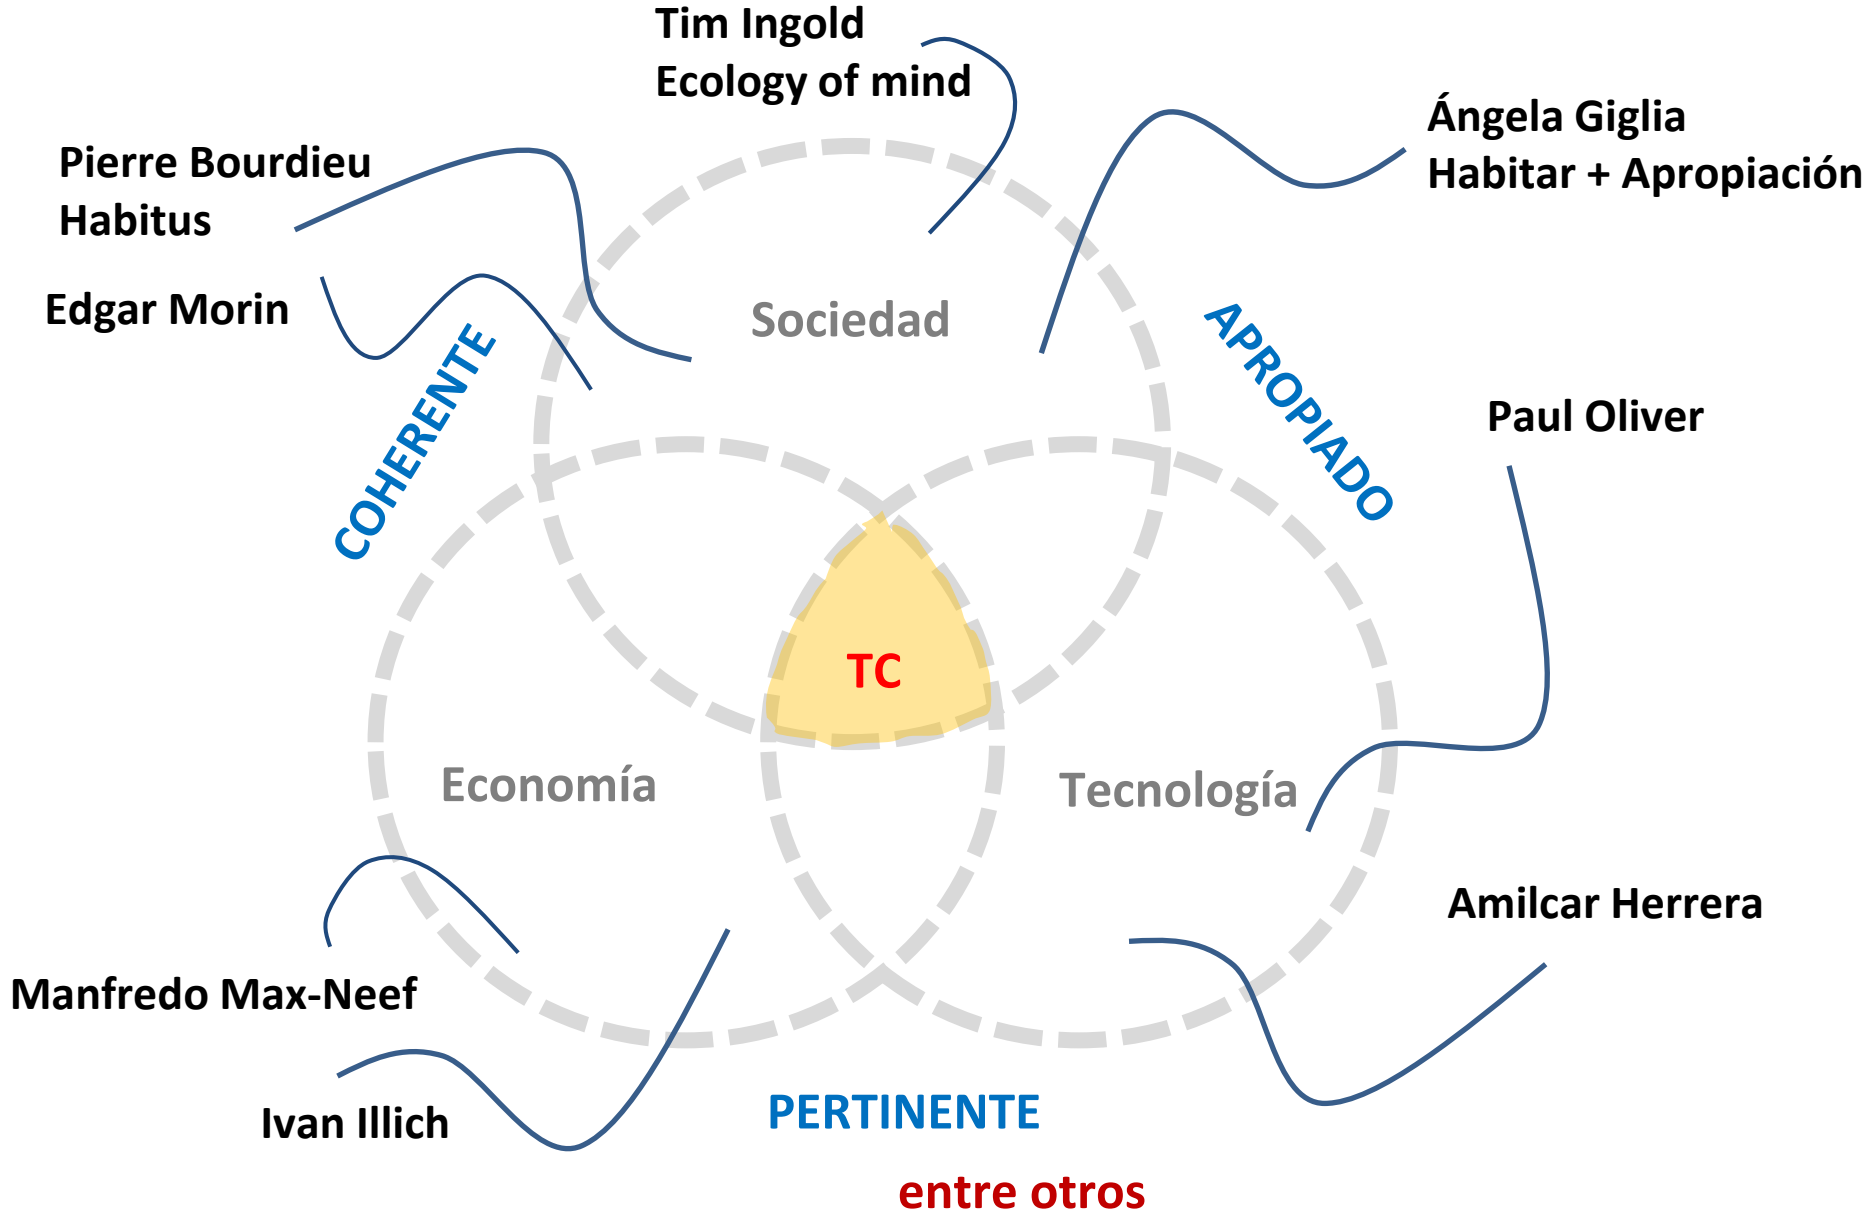 Tim Ingold
Ecology of mind
Ángela Giglia
Habitar + Apropiación
Pierre Bourdieu
Habitus
Edgar Morin
Sociedad
COHERENTE
APROPIADO
Paul Oliver
TC
Economía
Tecnología
Amilcar Herrera
Manfredo Max-Neef
Ivan Illich
PERTINENTE
entre otros